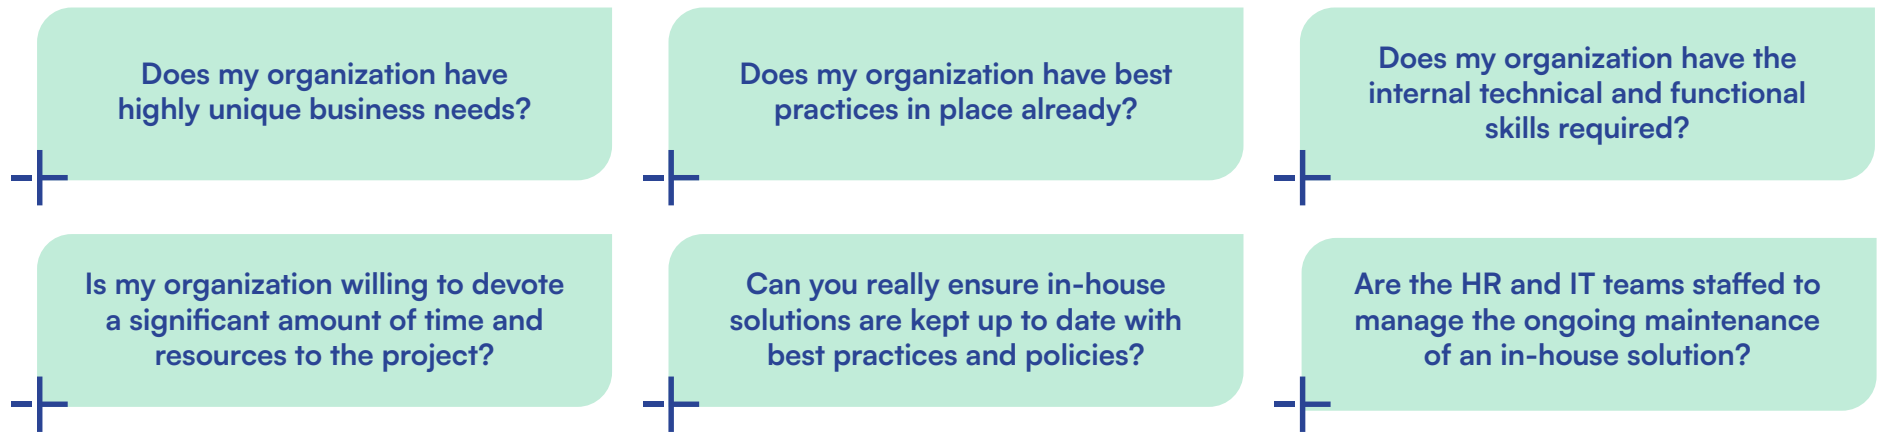 Does my organization have
highly unique business needs?
Does my organization have best
practices in place already?
Does my organization have the
internal technical and functional
skills required?
Is my organization willing to devote
a significant amount of time and
resources to the project?
Can you really ensure in-house
solutions are kept up to date with
best practices and policies?
Are the HR and IT teams staffed to
manage the ongoing maintenance
of an in-house solution?